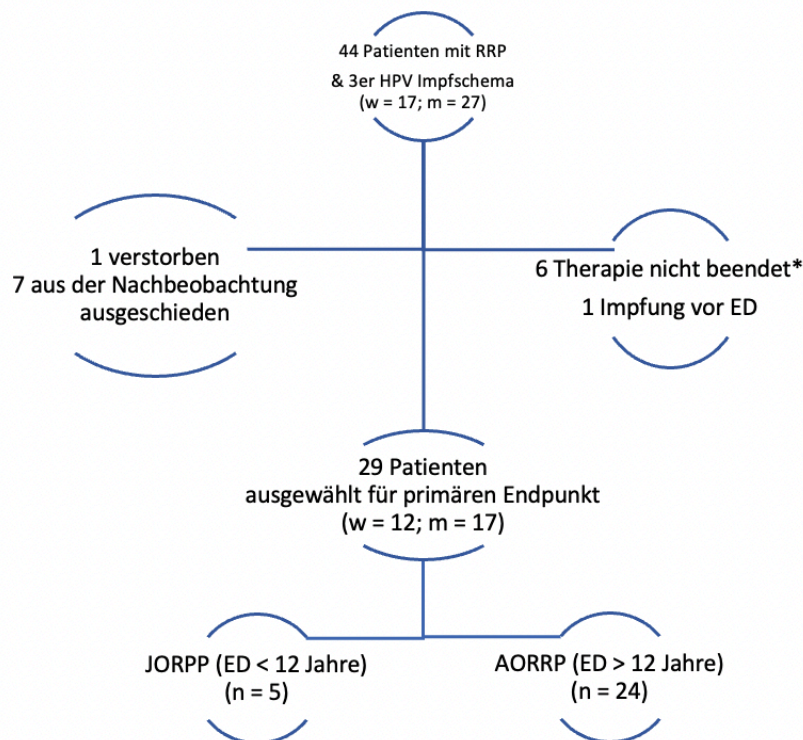 44 Patienten mit RRP
& 3er HPV Impfschema
(w = 17; m = 27)
1 verstorben
7 aus der Nachbeobachtung
ausgeschieden
6 Therapie nicht beendet*
1 Impfung vor ED
29 Patienten
ausgewählt für primären Endpunkt
(w = 12; m = 17)
JORPP (ED < 12 Jahre)
(n = 5)
AORRP (ED > 12 Jahre)
(n = 24)